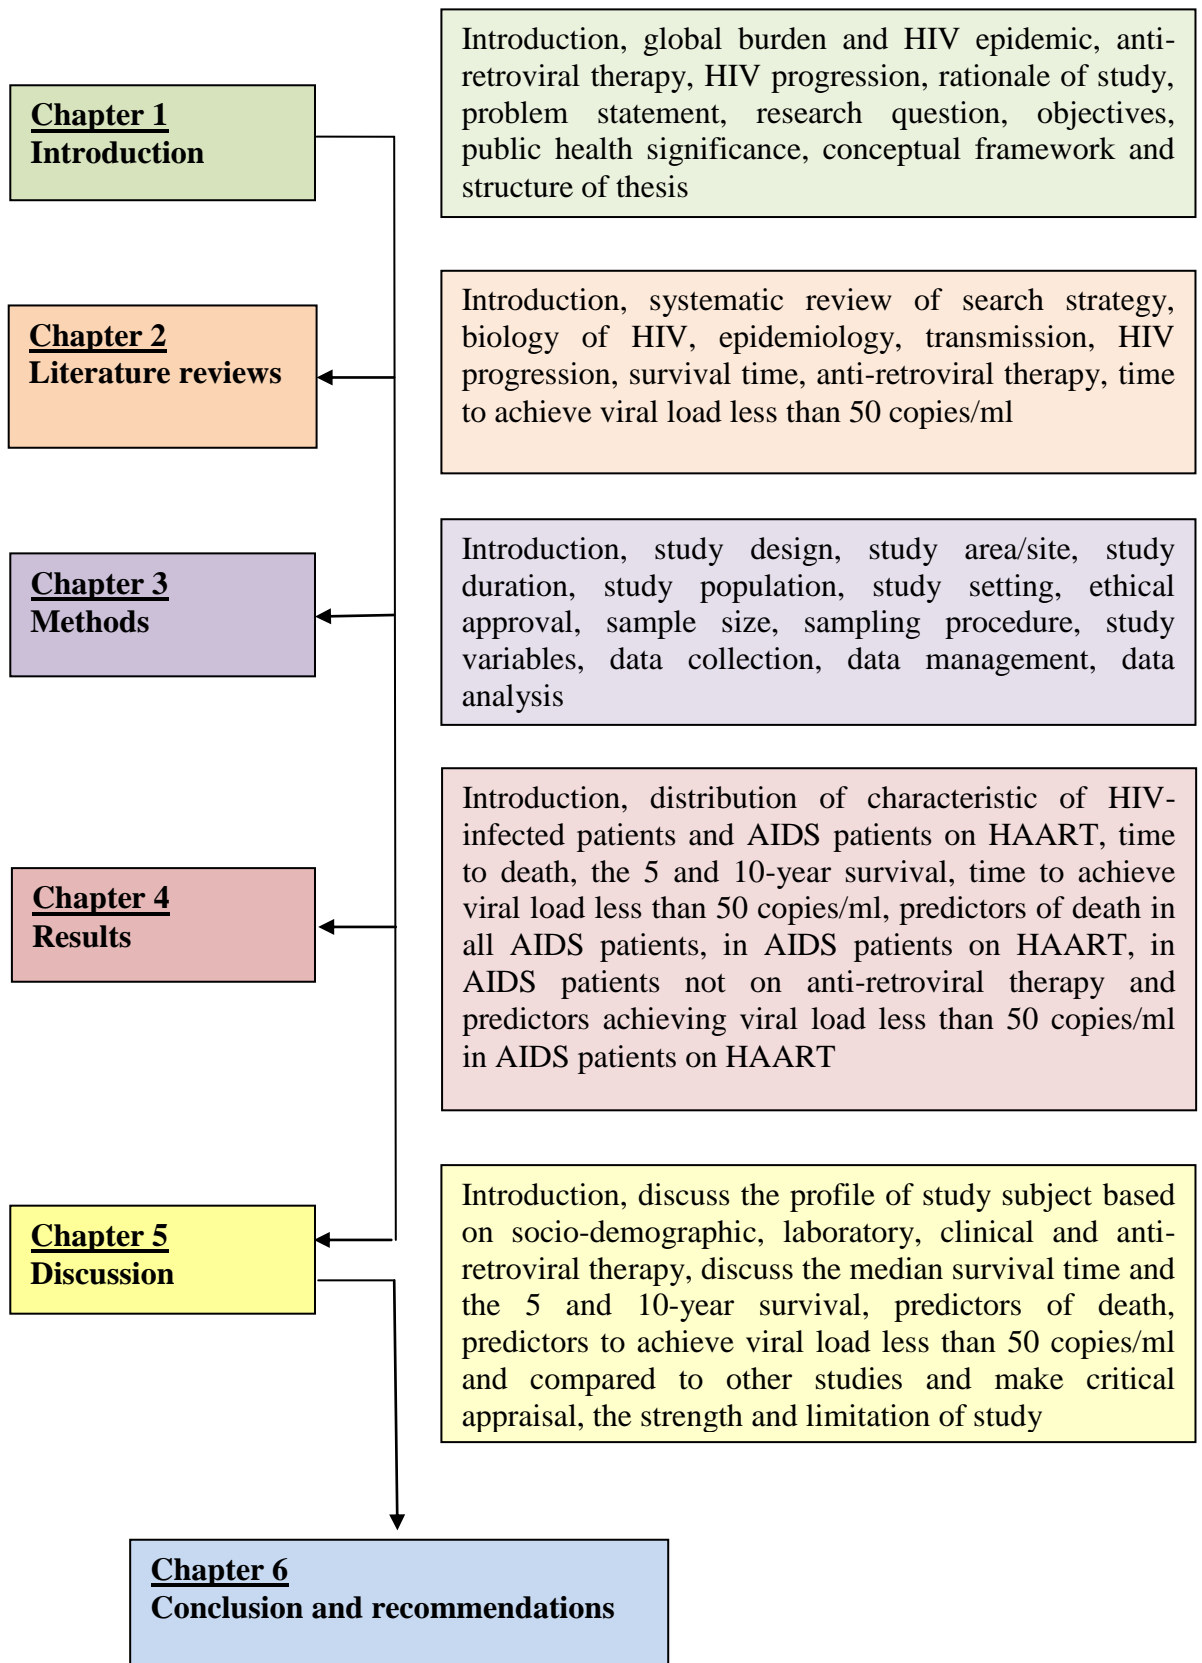 Chapter 1
Introduction
Introduction, global burden and HIV epidemic, anti-
retroviral therapy, HIV progression, rationale of study,
problem statement, research question, objectives,
public health significance, conceptual framework and
structure of thesis
Chapter 2
Literature reviews
Introduction, systematic review of search strategy,
biology of HIV, epidemiology, transmission, HIV
progression, survival time, anti-retroviral therapy, time
to achieve viral load less than 50 copies/ml
Chapter 3
Methods
Introduction, study design, study area/site, study
duration, study population, study setting, ethical
approval, sample size, sampling procedure, study
variables, data collection, data management, data
analysis
Chapter 4
Results
Introduction, distribution of characteristic of HIV-
infected patients and AIDS patients on HAART, time
to death, the 5 and 10-year survival, time to achieve
viral load less than 50 copies/ml, predictors of death in
all AIDS patients, in AIDS patients on HAART, in
AIDS patients not on anti-retroviral therapy and
predictors achieving viral load less than 50 copies/ml
in AIDS patients on HAART
Chapter 5
Discussion
Introduction, discuss the profile of study subject based
on socio-demographic, laboratory, clinical and anti-
retroviral therapy, discuss the median survival time and
the 5 and 10-year survival, predictors of death,
predictors to achieve viral load less than 50 copies/ml
and compared to other studies and make critical
appraisal, the strength and limitation of study
Chapter 6
Conclusion and recommendations